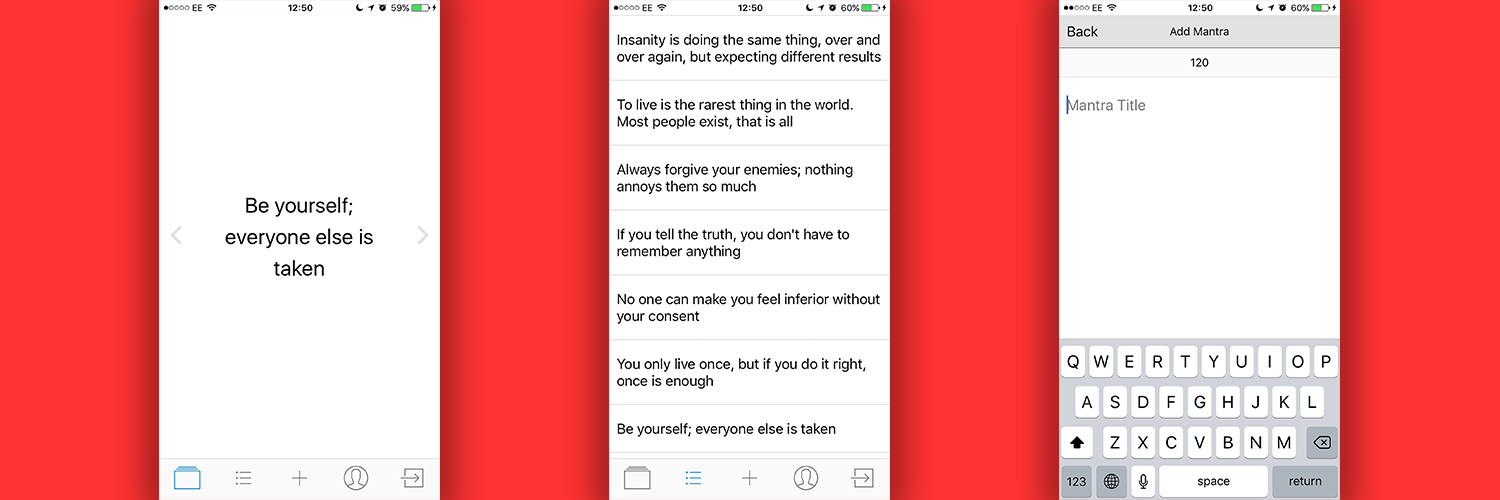 EE 12:50 59%
Be yourself;
everyone else is
taken
EE 12:50 60%
Insanity is doing the same thing, over and
over again, but expecting different results
To live is the rarest thing in the world.
Most people exist, that is all
Always forgive your enemies; nothing
annoys them so much
If you tell the truth, you don't have to
remember anything
No one can make you feel inferior without
your consent
You only live once, but if you do it right,
once is enough
Be yourself; everyone else is taken
EE 12:50 60%
Back Add Mantra
120
Mantra Title
Q W E R T Y U I O P
A S D F G H J K L
Z X C V B N M
123 space return